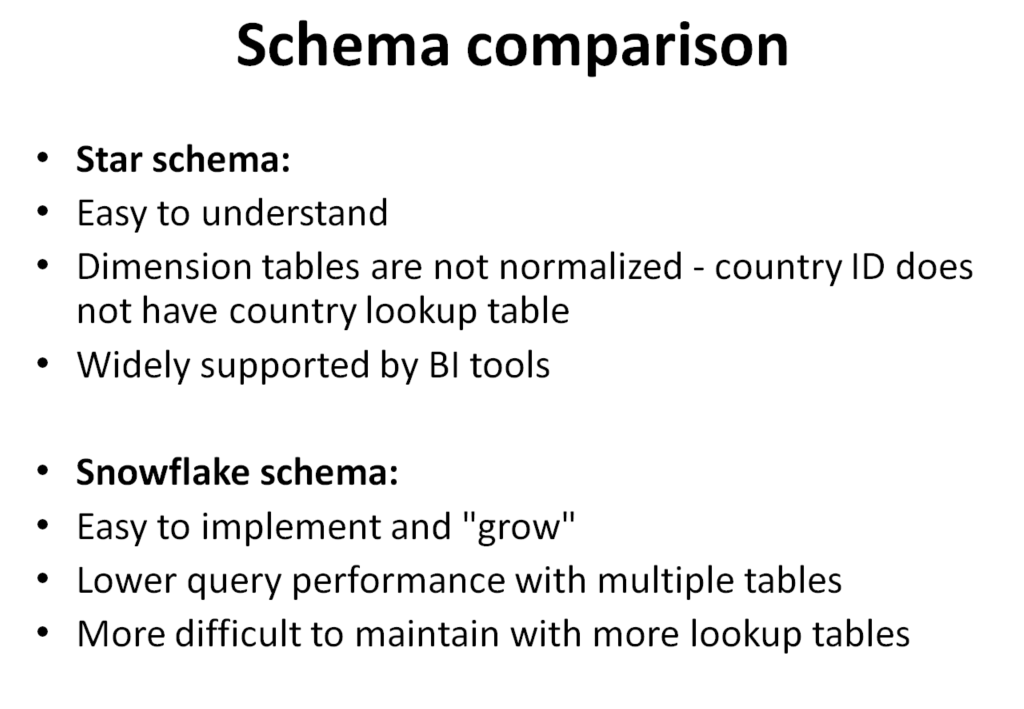 Schema comparison
• Star schema:
• Easy to understand
• Dimension tables are not normalized - country ID does
not have country lookup table
• Widely supported by BI tools
• Snowflake schema:
• Easy to implement and "grow"
• Lower query performance with multiple tables
• More difficult to maintain with more lookup tables